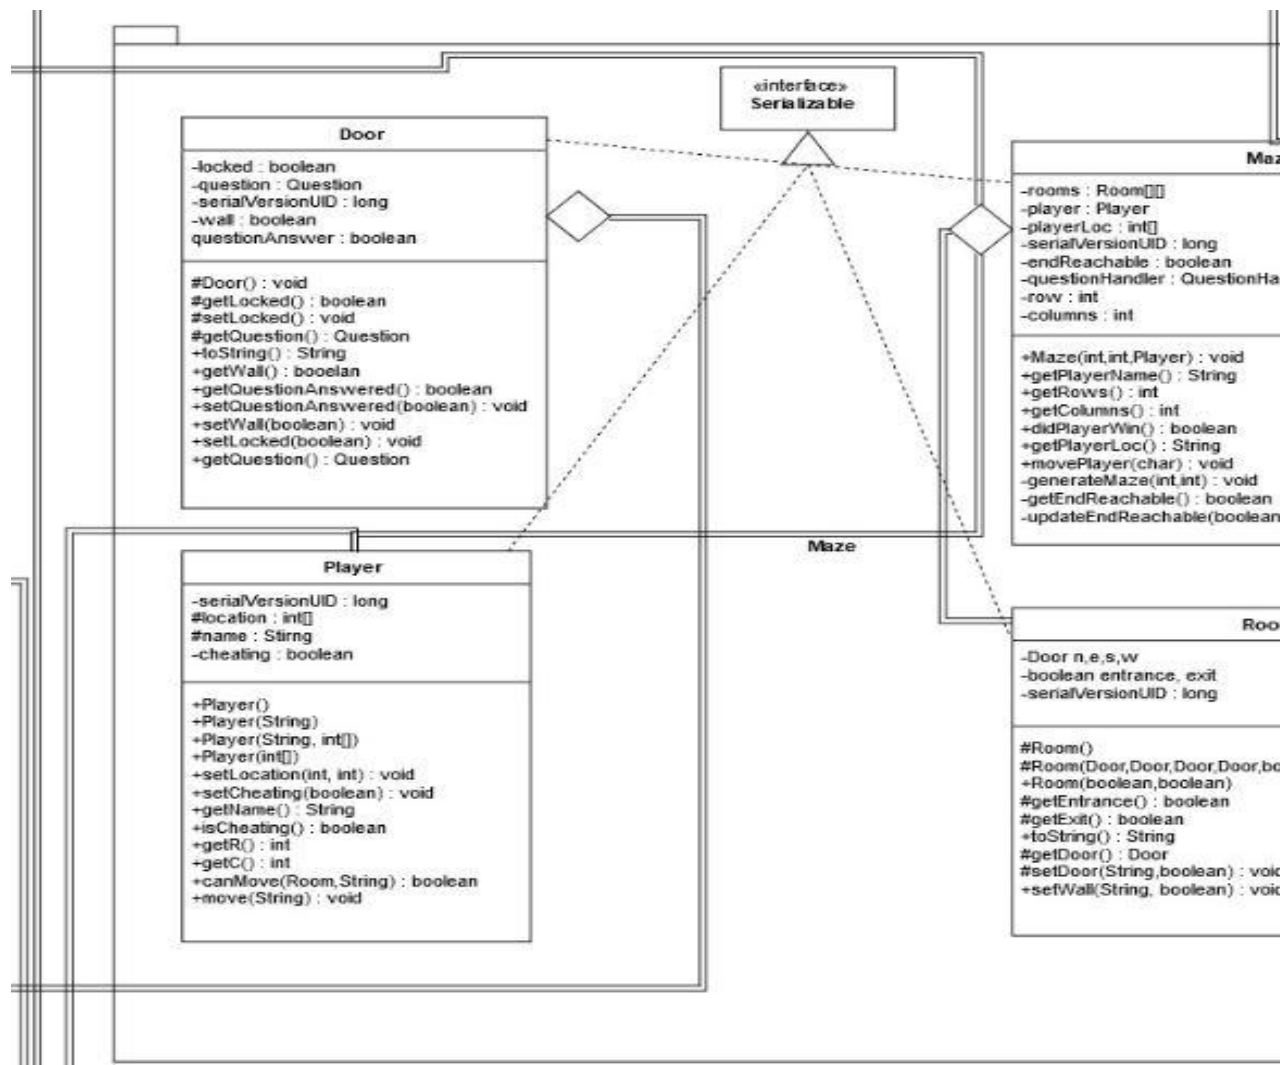 «interface»
Serializable
Door
-locked : boolean
-question : Question
-serialVersionUID : long
-wall : boolean
questionAnswer : boolean
#Door() : void
#getLocked() : boolean
#setLocked() : void
#getQuestion() : Question
+toString() : String
+getWall() : booelan
+getQuestionAnswered() : boolean
+setQuestionAnswered(boolean) : void
+setWall(boolean) : void
+setLocked(boolean) : void
+getQuestion() : Question
Maz
-rooms : Room[][]
-player : Player
-playerLoc : int[]
-serialVersionUID : long
-endReachable : boolean
-questionHandler : QuestionHa
-row : int
-columns : int
+Maze(int,int,Player) : void
+getPlayerName() : String
+getRows() : int
+getColumns() : int
+didPlayerWin() : boolean
+getPlayerLoc() : String
+movePlayer(char) : void
-generateMaze(int,int) : void
-getEndReachable() : boolean
-updateEndReachable(boolean
Maze
Player
-serialVersionUID : long
#location : int[]
#name : Stirng
-cheating : boolean
+Player()
+Player(String)
+Player(String, int[])
+Player(int[])
+setLocation(int, int) : void
+setCheating(boolean) : void
+getName() : String
+isCheating() : boolean
+getR() : int
+getC() : int
+canMove(Room,String) : boolean
+move(String) : void
Roo
-Door n,e,s,w
-boolean entrance, exit
-serialVersionUID : long
#Room()
#Room(Door,Door,Door,Door,bo
+Room(boolean,boolean)
#getEntrance() : boolean
#getExit() : boolean
+toString() : String
#getDoor() : Door
#setDoor(String,boolean) : void
+setWall(String, boolean) : void